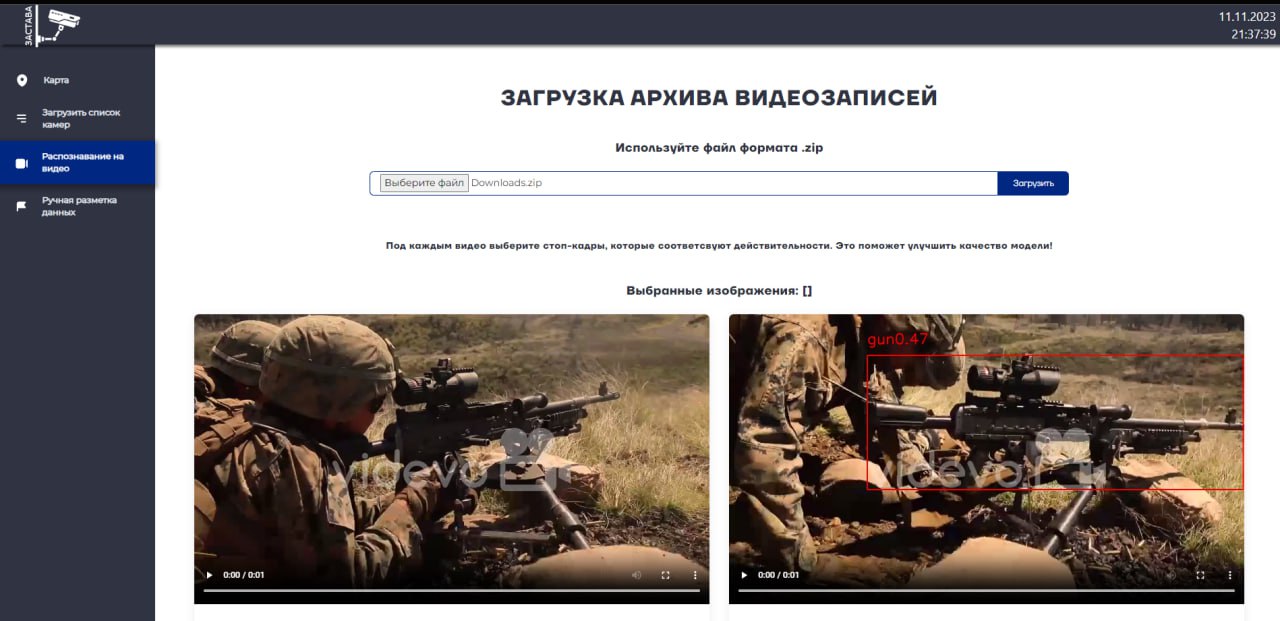 ЗАСТАВА
11.11.2023
21:37:39
Карта
Загрузить список
камер
Распознавание на
видео
Ручная разметка
данных
ЗАГРУЗКА АРХИВА ВИДЕОЗАПИСЕЙ
Используйте файл формата .zip
Выберите файл Downloads.zip
Загрузить
Под каждым видео выберите стоп-кадры, которые соответсвуют действительности. Это поможет улучшить качество модели!
Выбранные изображения: []
videvo
0:00 / 0:01
gun0.47
videvo
0:00 / 0:01